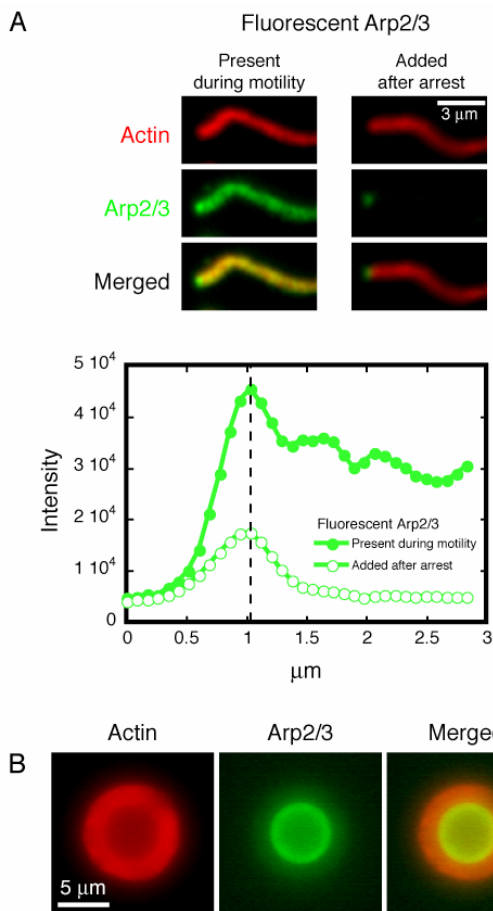 A
Fluorescent Arp2/3
Present
during motility
Added
after arrest
3 μm
Actin
Arp2/3
Merged
5 10⁴
4 10⁴
3 10⁴
2 10⁴
1 10⁴
0
Intensity
Fluorescent Arp2/3
Present during motility
Added after arrest
0 0.5 1 1.5 2 2.5 3
μm
B
Actin Arp2/3 Merge
5 μm